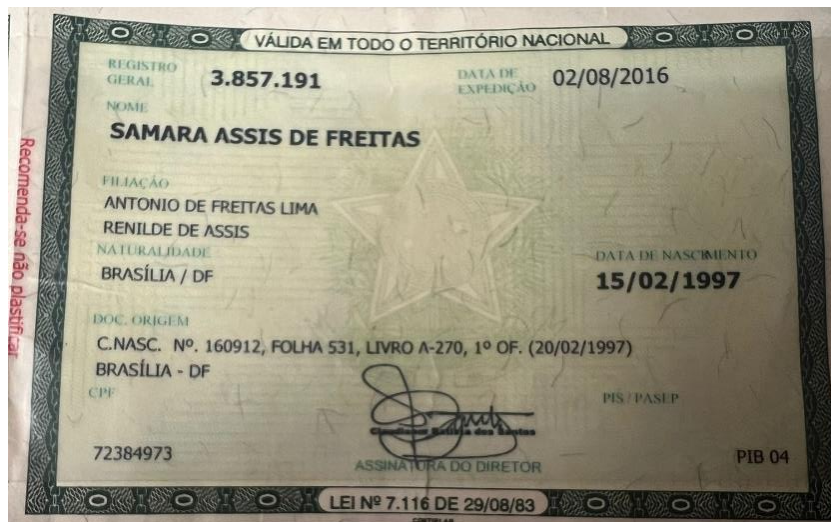 VÁLIDA EM TODO O TERRITÓRIO NACIONAL
REGISTRO GERAL 3.857.191 DATA DE EXPEDIÇÃO 02/08/2016
NOME
SAMARA ASSIS DE FREITAS
FILIAÇÃO
ANTONIO DE FREITAS LIMA
RENILDE DE ASSIS
NATURALIDADE DATA DE NASCIMENTO
BRASÍLIA / DF 15/02/1997
DOC. ORIGEM
C.NASC. Nº. 160912, FOLHA 531, LIVRO A-270, 1º OF. (20/02/1997)
BRASÍLIA - DF
CPF PIS / PASEP
Batista dos Santos
72384973 PIB 04
ASSINATURA DO DIRETOR
LEI Nº 7.116 DE 29/08/83
Recomenda-se não plastificar